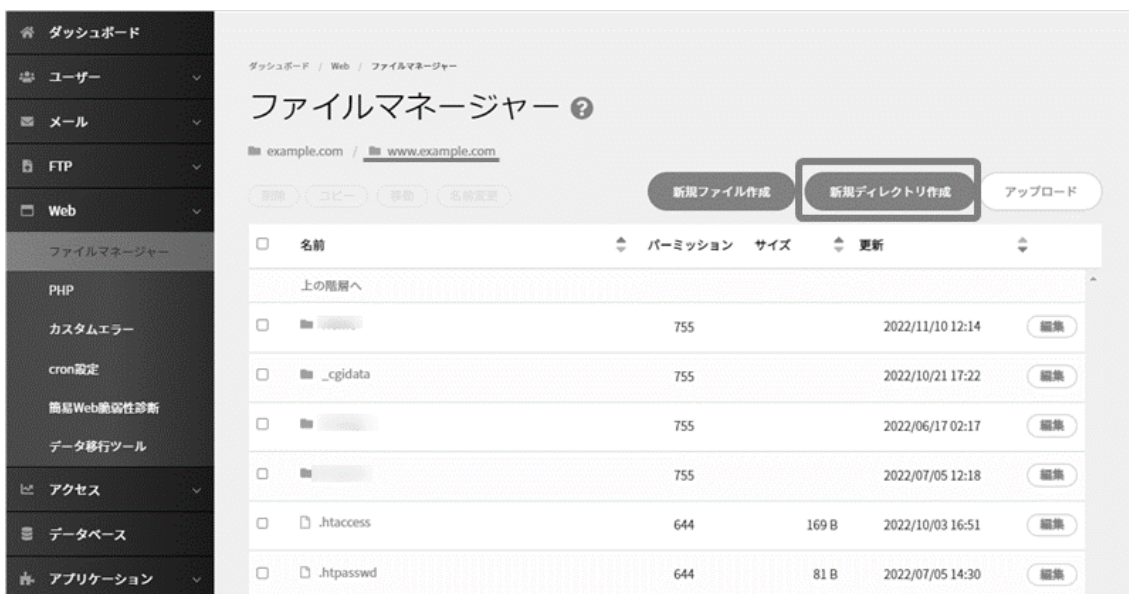 ダッシュボード
ユーザー
メール
FTP
Web
ファイルマネージャー
PHP
カスタムエラー
cron設定
簡易Web脆弱性診断
データ移行ツール
アクセス
データベース
アプリケーション
ダッシュボード / Web / ファイルマネージャー
ファイルマネージャー ?
example.com / www.example.com
削除 コピー 移動 名前変更 新規ファイル作成 新規ディレクトリ作成 アップロード
名前 パーミッション サイズ 更新
上の階層へ
755 2022/11/10 12:14 編集
_cgidata 755 2022/10/21 17:22 編集
755 2022/06/17 02:17 編集
755 2022/07/05 12:18 編集
.htaccess 644 169 B 2022/10/03 16:51 編集
.htpasswd 644 81 B 2022/07/05 14:30 編集